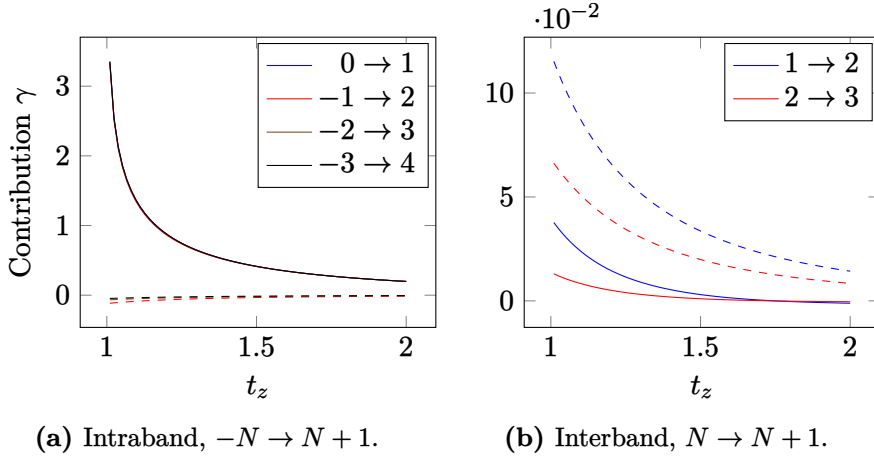 ·10⁻²
3
2
1
0
Contribution γ
1
1.5
2
t_z
0 → 1
−1 → 2
−2 → 3
−3 → 4
10
5
0
1
1.5
2
t_z
1 → 2
2 → 3
(a) Intraband, −N → N + 1.
(b) Interband, N → N + 1.